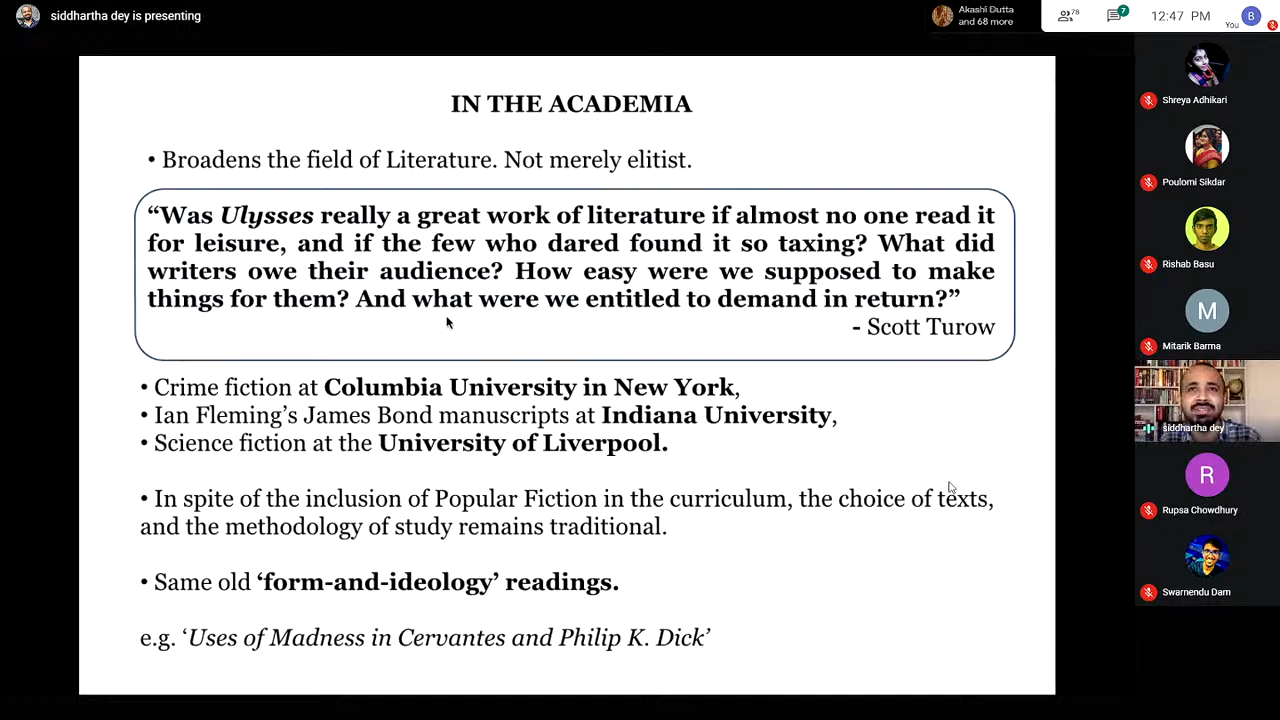 siddhartha dey is presenting
Akashi Dutta
and 68 more
78
7
12:47 PM
You
B
IN THE ACADEMIA
• Broadens the field of Literature. Not merely elitist.
“Was Ulysses really a great work of literature if almost no one read it
for leisure, and if the few who dared found it so taxing? What did
writers owe their audience? How easy were we supposed to make
things for them? And what were we entitled to demand in return?”
- Scott Turow
• Crime fiction at Columbia University in New York,
• Ian Fleming’s James Bond manuscripts at Indiana University,
• Science fiction at the University of Liverpool.
• In spite of the inclusion of Popular Fiction in the curriculum, the choice of texts,
and the methodology of study remains traditional.
• Same old ‘form-and-ideology’ readings.
e.g. ‘Uses of Madness in Cervantes and Philip K. Dick’
Shreya Adhikari
Poulomi Sikdar
Rishab Basu
M
Mitarik Barma
siddhartha dey
R
Rupsa Chowdhury
Swarnendu Dam